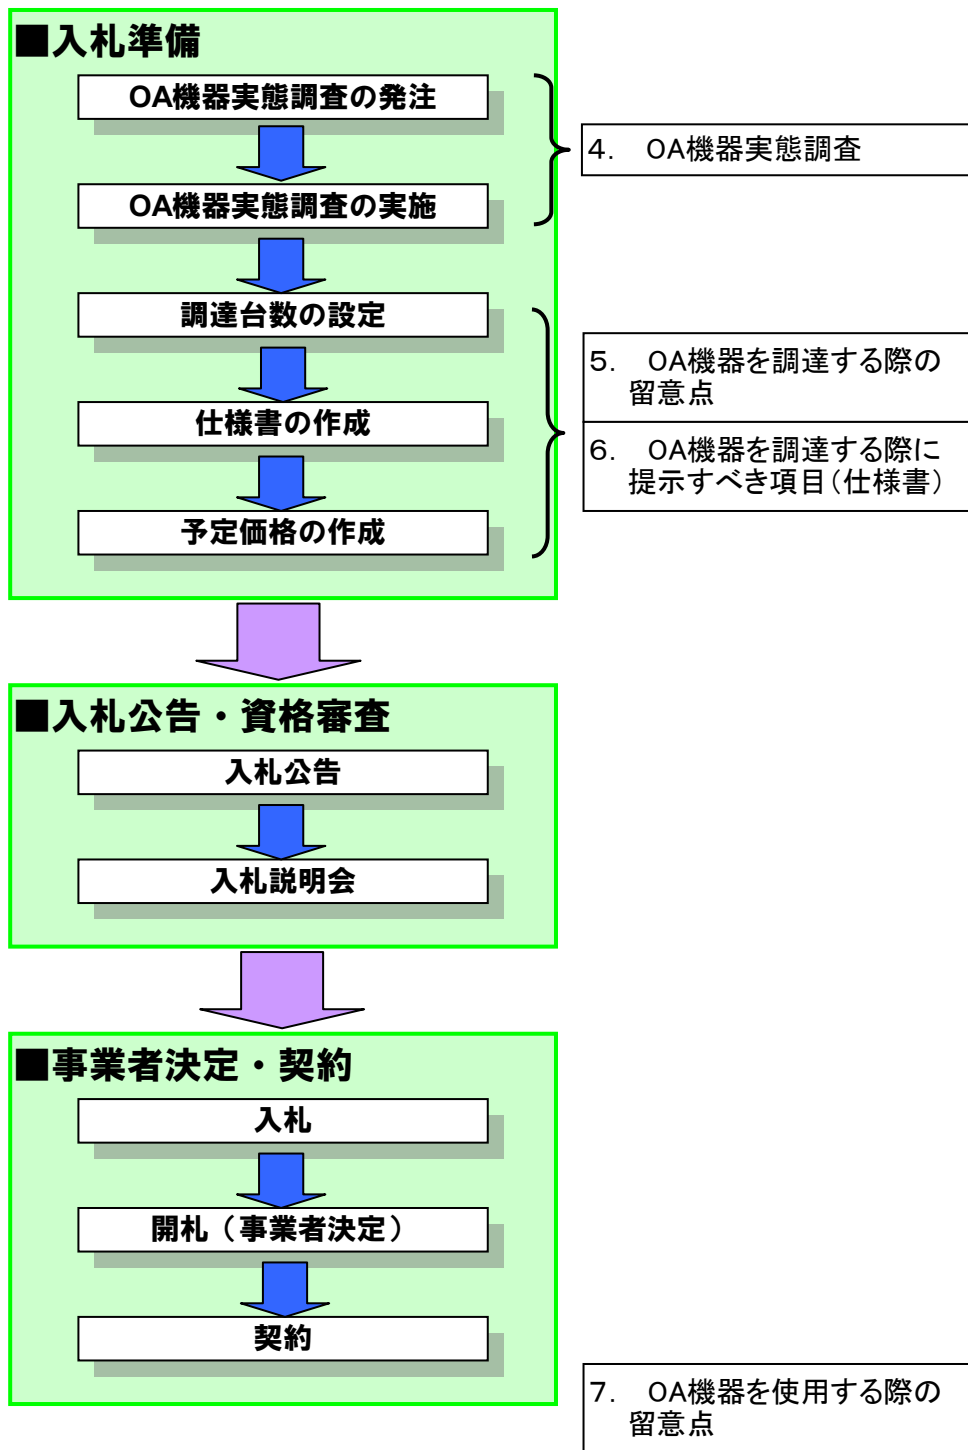 ■入札準備
OA機器実態調査の発注
4.　OA機器実態調査
OA機器実態調査の実施
調達台数の設定
5.　OA機器を調達する際の
留意点
仕様書の作成
6.　OA機器を調達する際に
提示すべき項目（仕様書）
予定価格の作成
■入札公告・資格審査
入札公告
入札説明会
■事業者決定・契約
入札
開札（事業者決定）
契約
7.　OA機器を使用する際の
留意点